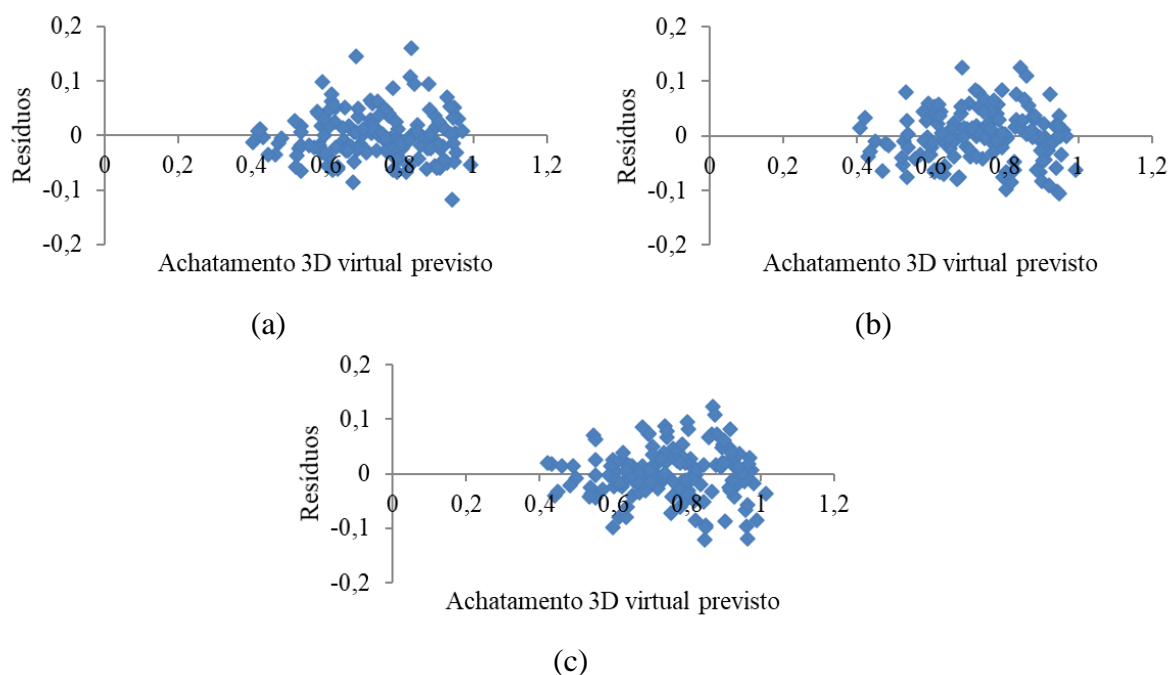 0,2
0,1
0
-0,1
-0,2
0 0,2 0,4 0,6 0,8 1 1,2
Resíduos
Achatamento 3D virtual previsto
(a)
0,2
0,1
0
-0,1
-0,2
0 0,2 0,4 0,6 0,8 1 1,2
Resíduos
Achatamento 3D virtual previsto
(b)
0,2
0,1
0
-0,1
-0,2
0 0,2 0,4 0,6 0,8 1 1,2
Resíduos
Achatamento 3D virtual previsto
(c)